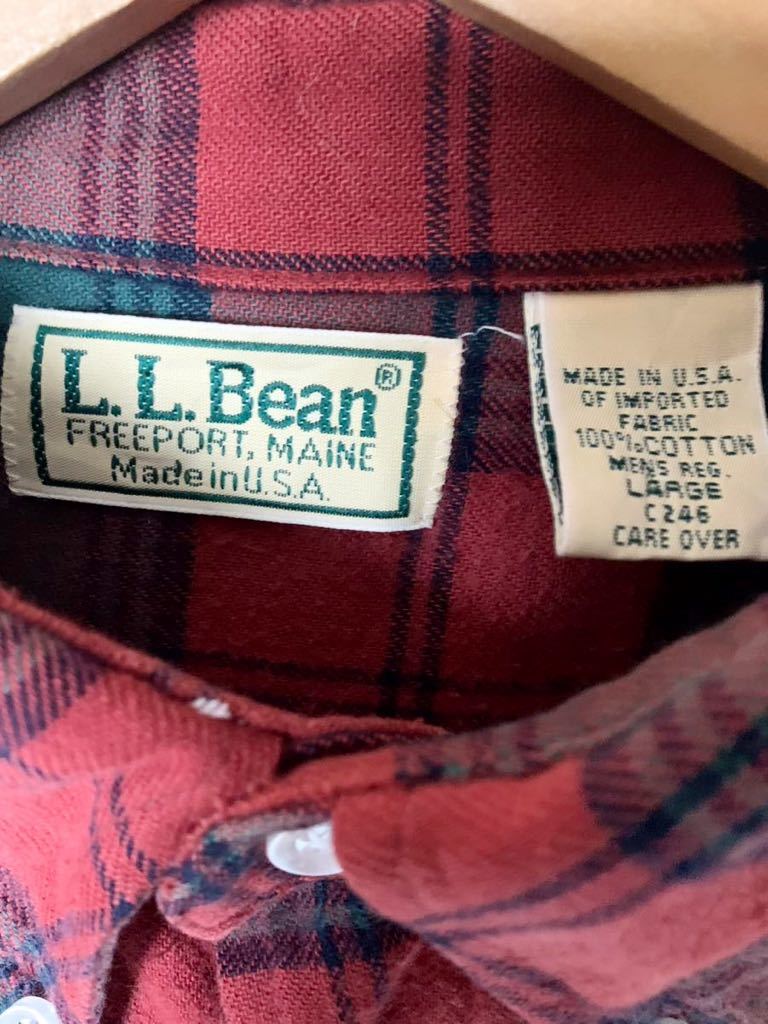 L.L.Bean®
FREEPORT, MAINE
Made in U.S.A.
MADE IN U.S.A.
OF IMPORTED
FABRIC
100% COTTON
MENS REG.
LARGE
C246
CARE OVER